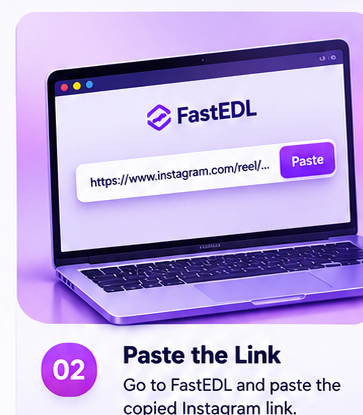 FastEDL
https://www.instagram.com/reel/...
Paste
02
Paste the Link
Go to FastEDL and paste the
copied Instagram link.